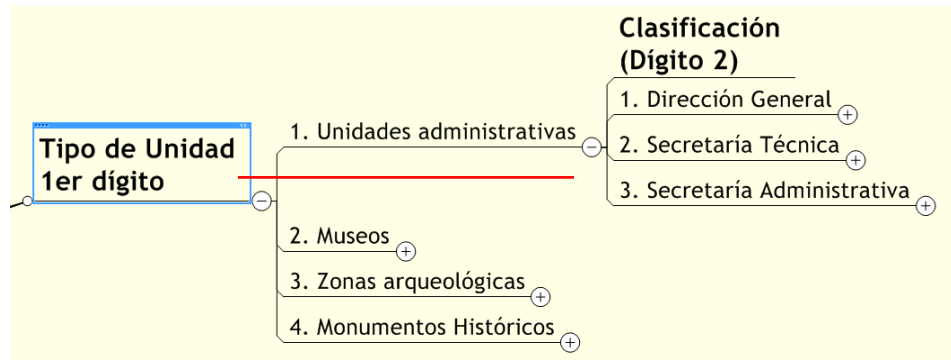 Clasificación
(Dígito 2)
1. Dirección General
1. Unidades administrativas
2. Secretaría Técnica
Tipo de Unidad
1er dígito
3. Secretaría Administrativa
2. Museos
3. Zonas arqueológicas
4. Monumentos Históricos